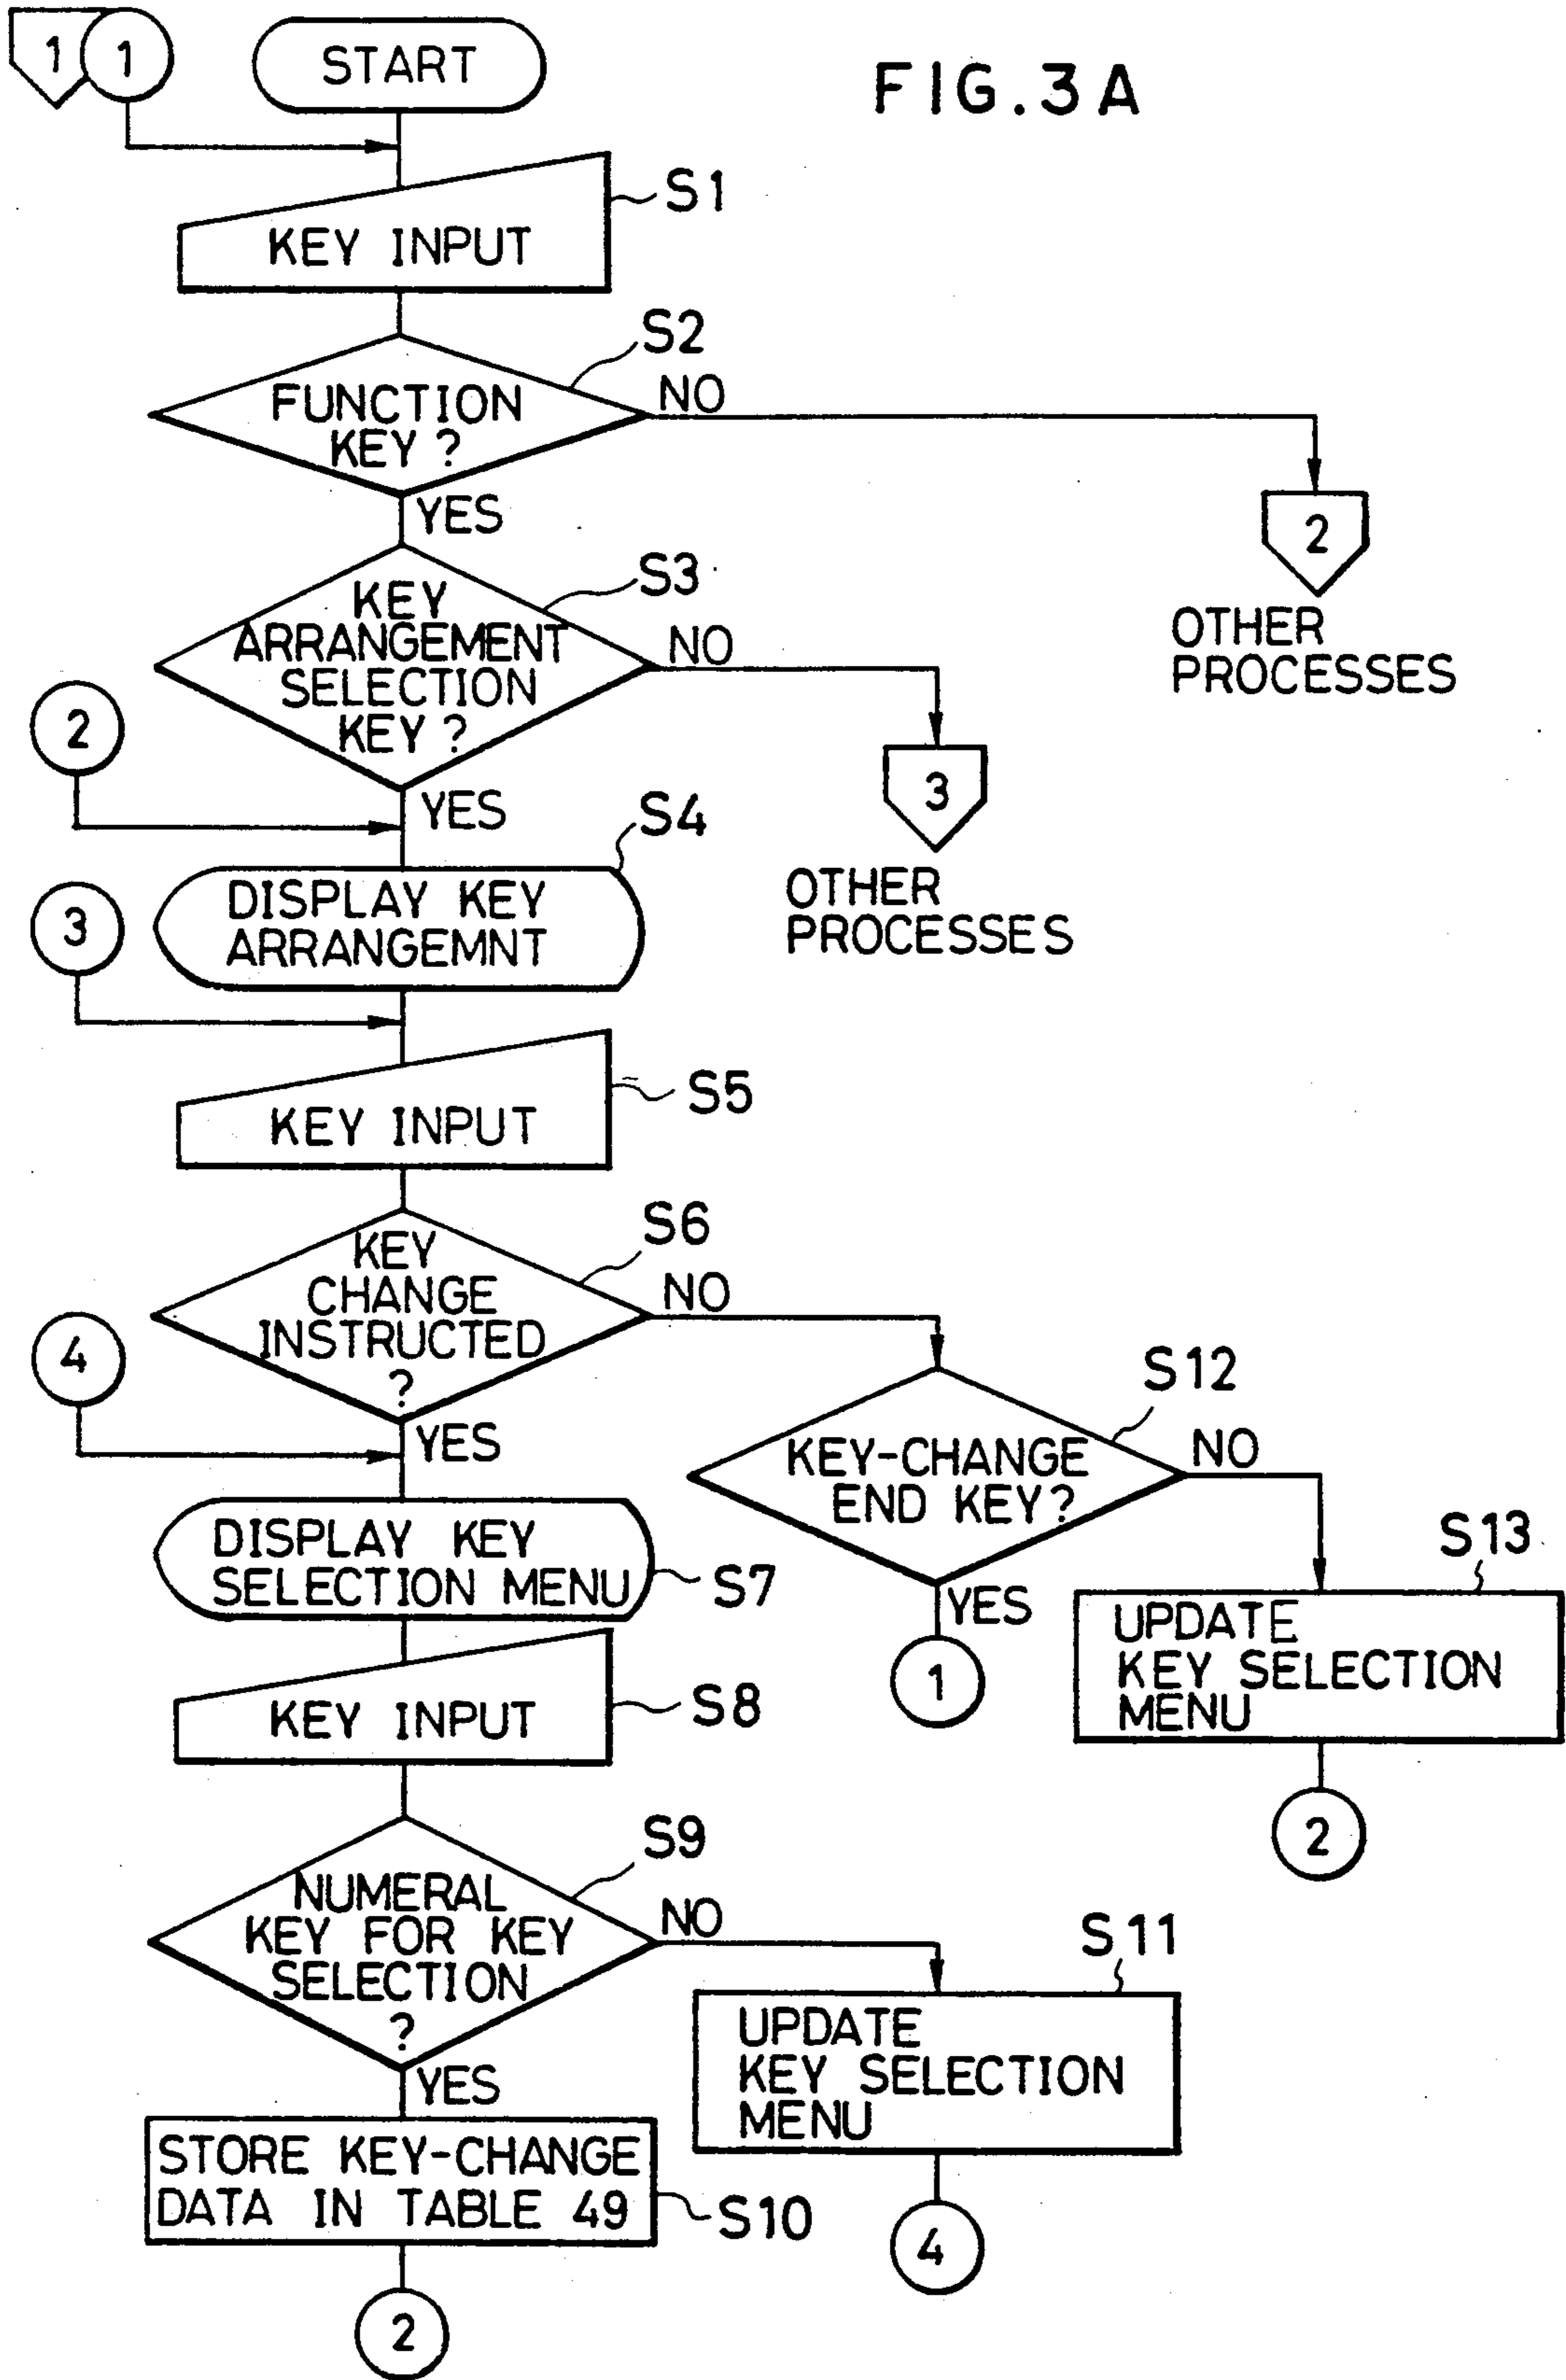 1
1
START
FIG.3A
S1
KEY INPUT
S2
FUNCTION
KEY?
NO
YES
2
OTHER
PROCESSES
S3
KEY
ARRANGEMENT
SELECTION
KEY?
NO
YES
3
OTHER
PROCESSES
2
S4
DISPLAY KEY
ARRANGEMNT
3
S5
KEY INPUT
S6
KEY
CHANGE
INSTRUCTED
?
NO
YES
4
S12
KEY-CHANGE
END KEY?
NO
YES
1
S13
UPDATE
KEY SELECTION
MENU
2
DISPLAY KEY
SELECTION MENU
S7
KEY INPUT
S8
S9
NUMERAL
KEY FOR KEY
SELECTION
?
NO
YES
S11
UPDATE
KEY SELECTION
MENU
4
STORE KEY-CHANGE
DATA IN TABLE 49
S10
2